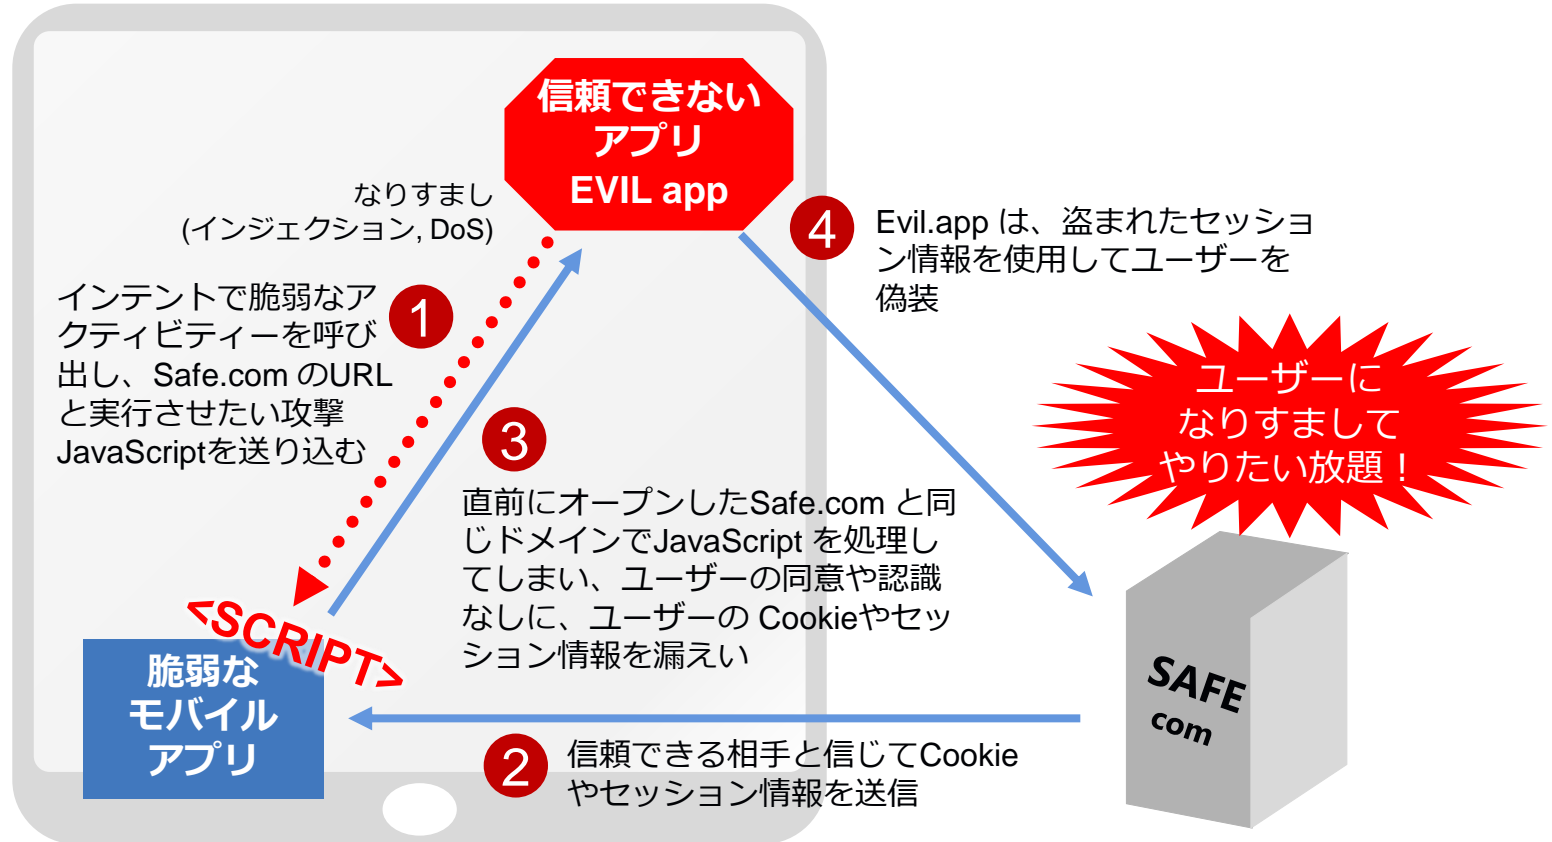 信頼できない
アプリ
EVIL app
なりすまし
(インジェクション, DoS)
1
インテントで脆弱なア
クティビティーを呼び
出し、Safe.com のURL
と実行させたい攻撃
JavaScriptを送り込む
4
Evil.app は、盗まれたセッショ
ン情報を使用してユーザーを
偽装
ユーザーに
なりすまして
やりたい放題！
3
直前にオープンしたSafe.com と同
じドメインでJavaScript を処理し
てしまい、ユーザーの同意や認識
なしに、ユーザーの Cookieやセッ
ション情報を漏えい
<SCRIPT>
脆弱な
モバイル
アプリ
2
信頼できる相手と信じてCookie
やセッション情報を送信
SAFE
com